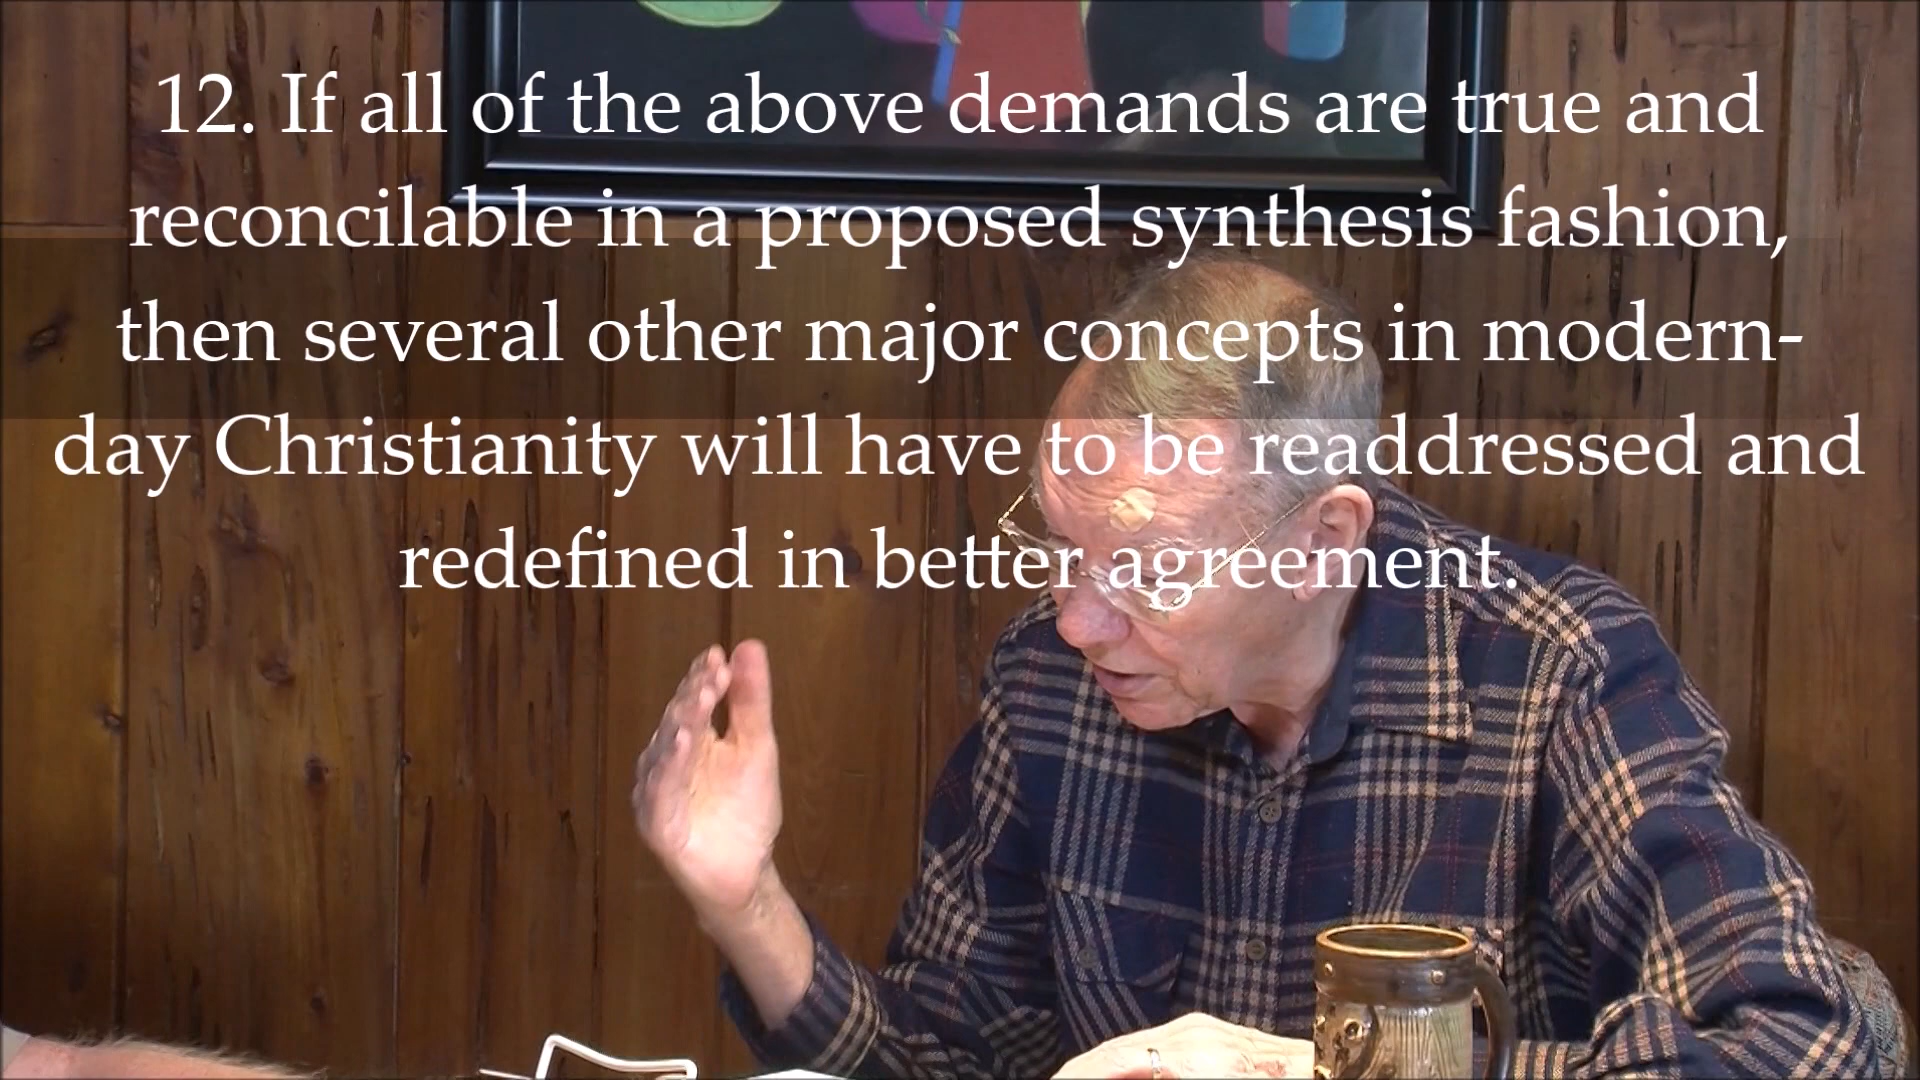 12. If all of the above demands are true and
reconcilable in a proposed synthesis fashion,
then several other major concepts in modern-
day Christianity will have to be readdressed and
redefined in better agreement.